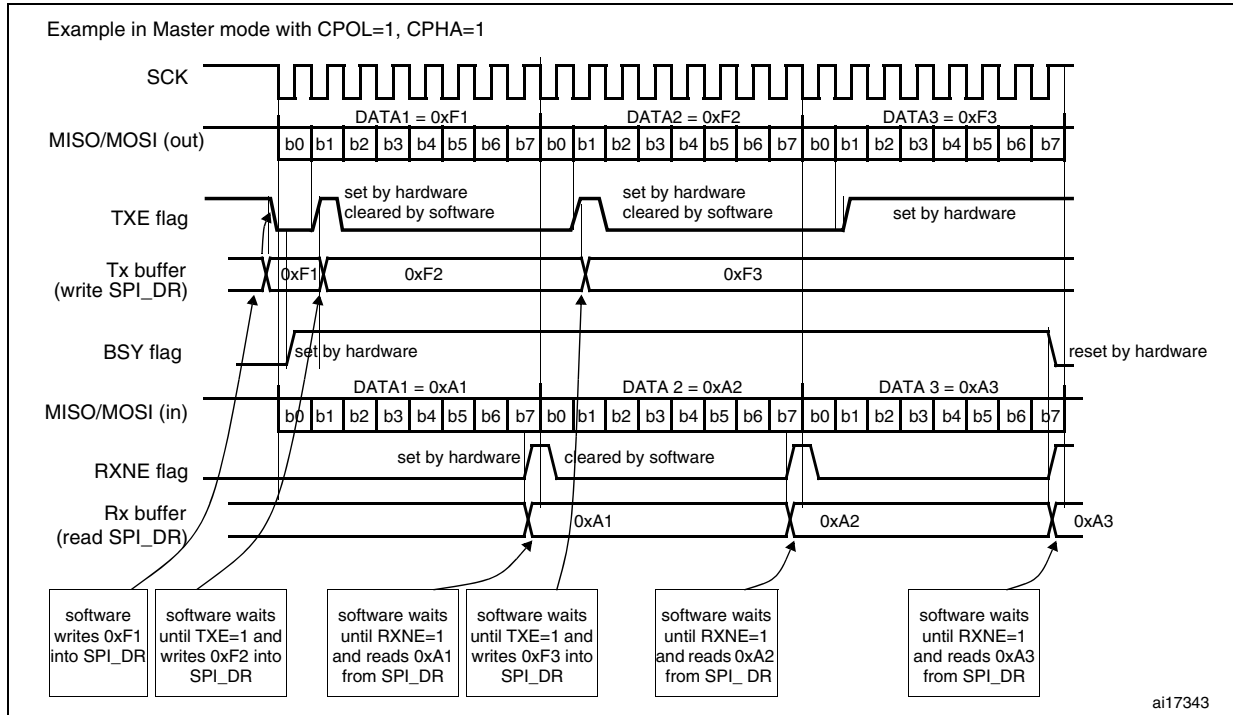 Example in Master mode with CPOL=1, CPHA=1
SCK
DATA1 = 0xF1
DATA2 = 0xF2
DATA3 = 0xF3
MISO/MOSI (out)
b0 b1 b2 b3 b4 b5 b6 b7 b0 b1 b2 b3 b4 b5 b6 b7 b0 b1 b2 b3 b4 b5 b6 b7
TXE flag
set by hardware
cleared by software
set by hardware
cleared by software
set by hardware
Tx buffer
(write SPI_DR)
0xF1
0xF2
0xF3
BSY flag
set by hardware
reset by hardware
DATA1 = 0xA1
DATA 2 = 0xA2
DATA 3 = 0xA3
MISO/MOSI (in)
b0 b1 b2 b3 b4 b5 b6 b7 b0 b1 b2 b3 b4 b5 b6 b7 b0 b1 b2 b3 b4 b5 b6 b7
RXNE flag
set by hardware
cleared by software
Rx buffer
(read SPI_DR)
0xA1
0xA2
0xA3
software
writes 0xF1
into SPI_DR
software waits
until TXE=1 and
writes 0xF2 into
SPI_DR
software waits
until RXNE=1
and reads 0xA1
from SPI_DR
software waits
until TXE=1 and
writes 0xF3 into
SPI_DR
software waits
until RXNE=1
and reads 0xA2
from SPI_ DR
software waits
until RXNE=1
and reads 0xA3
from SPI_DR
ai17343